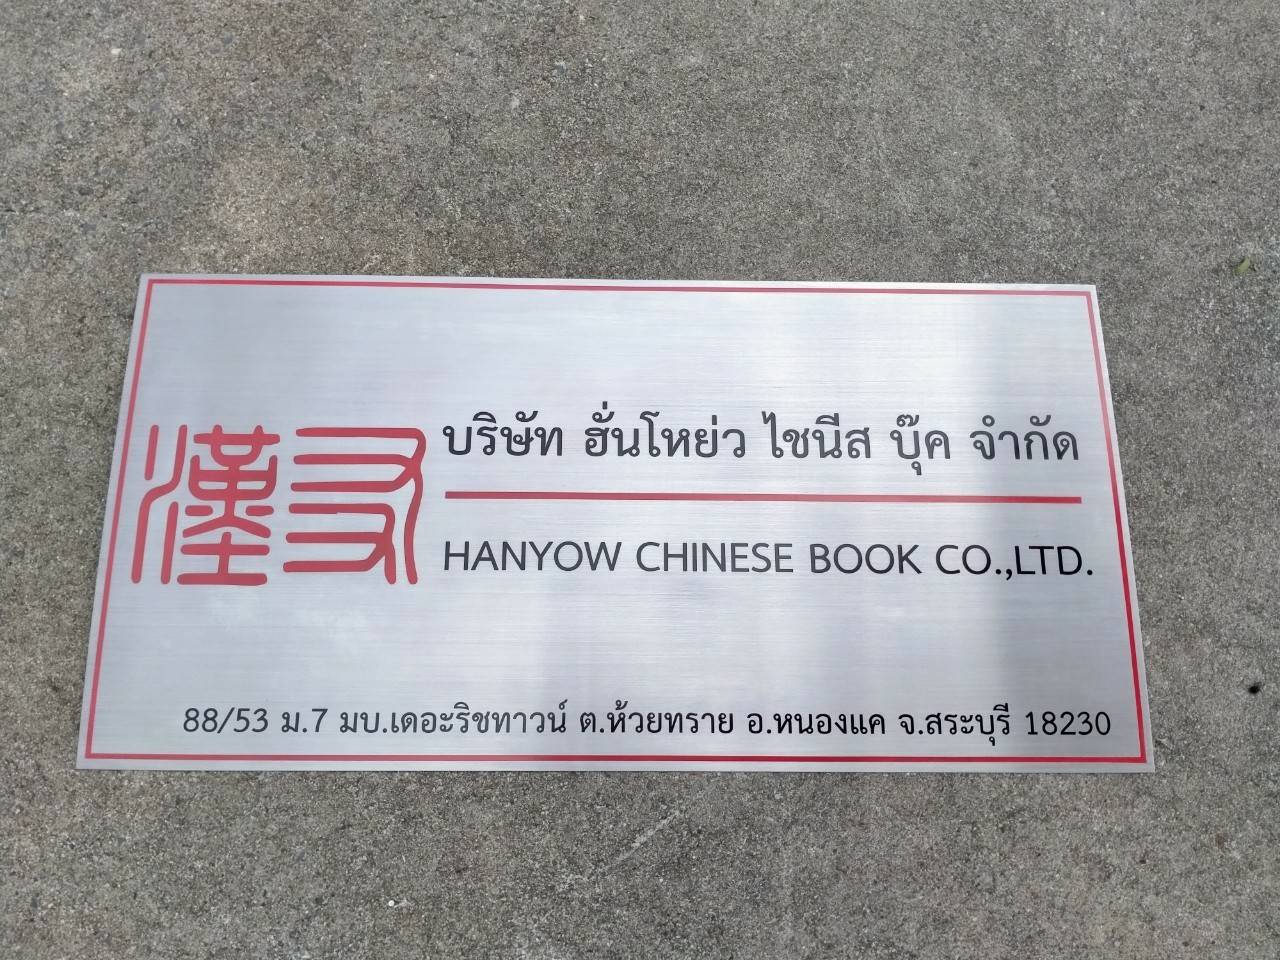 漢友
บริษัท ฮั่นโหย่ว ไชนีส บุ๊ค จำกัด
HANYOW CHINESE BOOK CO.,LTD.
88/53 ม.7 มบ.เดอะริชทาวน์ ต.ห้วยทราย อ.หนองแค จ.สระบุรี 18230